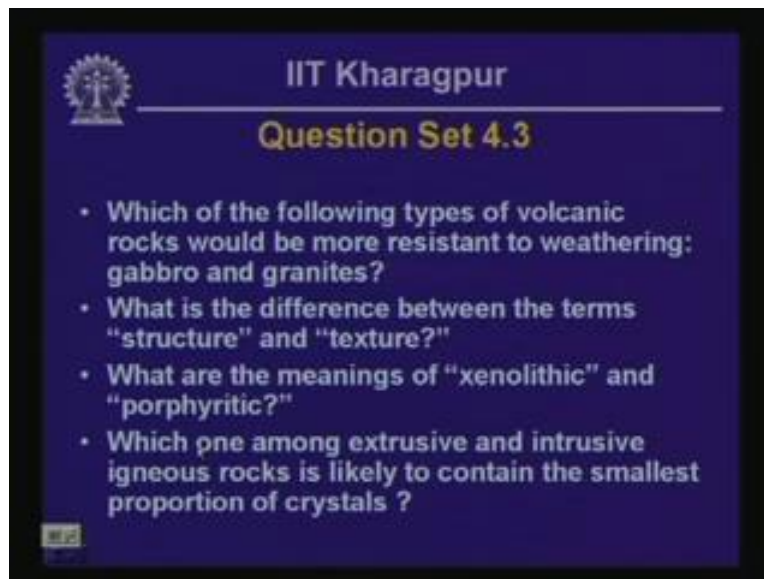 IIT Kharagpur
Question Set 4.3
• Which of the following types of volcanic
rocks would be more resistant to weathering:
gabbro and granites?
• What is the difference between the terms
“structure” and “texture?”
• What are the meanings of “xenolithic” and
“porphyritic?”
• Which one among extrusive and intrusive
igneous rocks is likely to contain the smallest
proportion of crystals ?